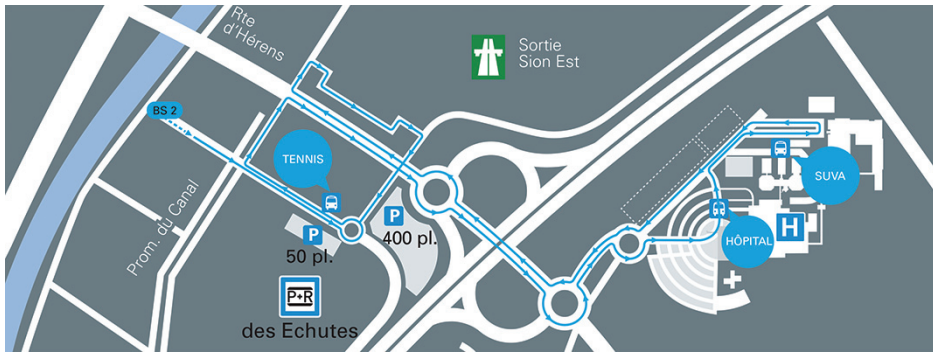 Rte
d'Hérens
Sortie
Sion Est
BS 2
TENNIS
SUVA
Prom. du Canal
P
400 pl.
P
50 pl.
H
HÔPITAL
P+R
des Echutes